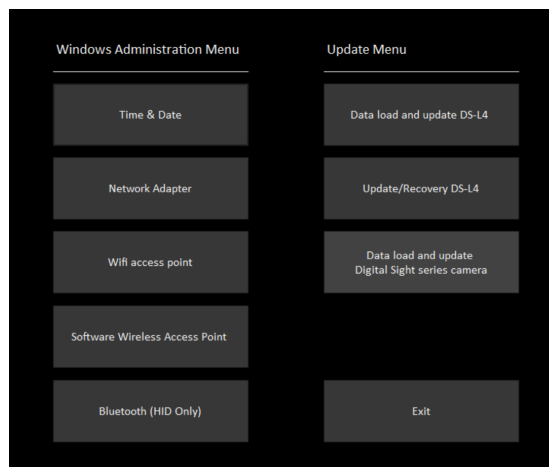 Windows Administration Menu
Time & Date
Network Adapter
Wifi access point
Software Wireless Access Point
Bluetooth (HID Only)
Update Menu
Data load and update DS-L4
Update/Recovery DS-L4
Data load and update
Digital Sight series camera
Exit